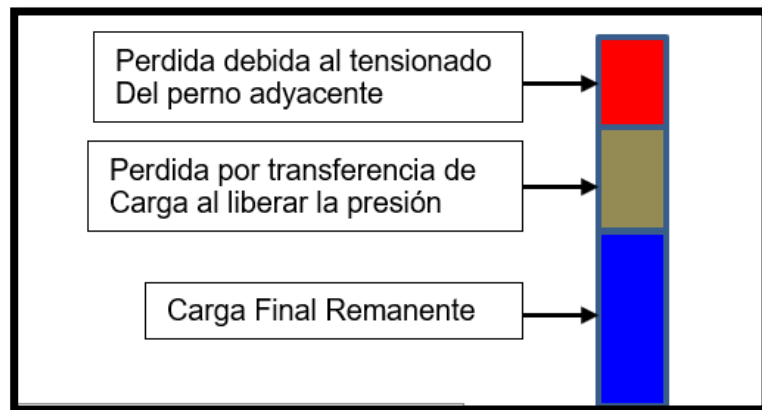 Perdida debida al tensionado
Del perno adyacente
Perdida por transferencia de
Carga al liberar la presión
Carga Final Remanente